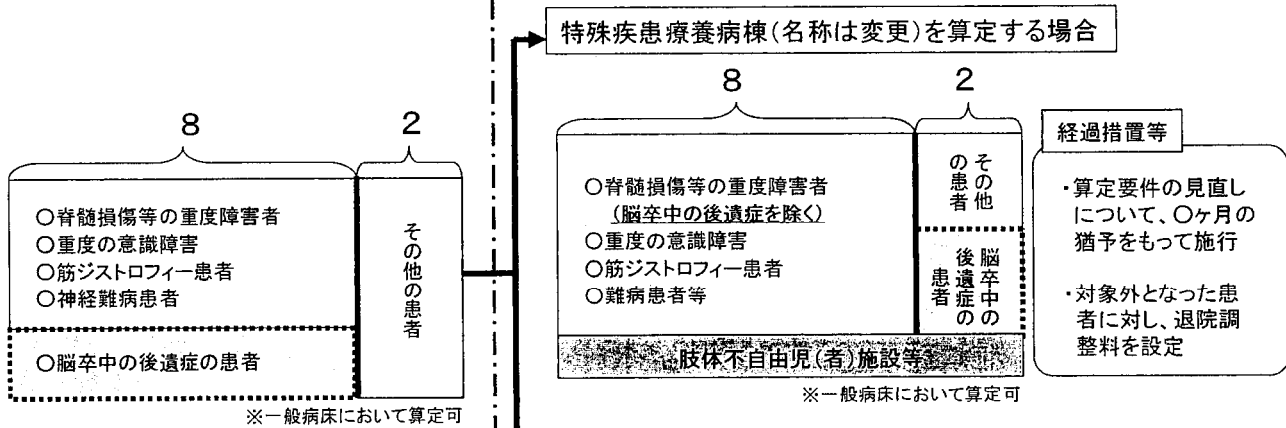 特殊疾患療養病棟(名称は変更)を算定する場合
8
2
○脊髄損傷等の重度障害者
○重度の意識障害
○筋ジストロフィー患者
○神経難病患者
○脳卒中の後遺症の患者
その他の患者
※一般病床において算定可
8
2
○脊髄損傷等の重度障害者
(脳卒中の後遺症を除く)
○重度の意識障害
○筋ジストロフィー患者
○難病患者等
その他
の患者
脳卒中の
後遺症の
患者
肢体不自由児(者)施設等
※一般病床において算定可
経過措置等
・算定要件の見直し
について、○ヶ月の
猶予をもって施行
・対象外となった患
者に対し、退院調
整料を設定